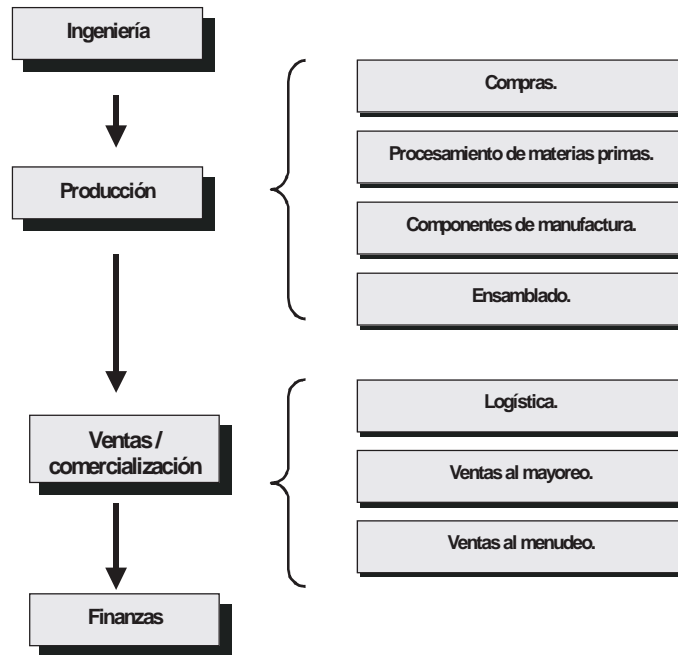 Ingeniería
Compras.
Procesamiento de materias primas.
Producción
Componentes de manufactura.
Ensamblado.
Logística.
Ventas /
comercialización
Ventas al mayoreo.
Ventas al menudeo.
Finanzas